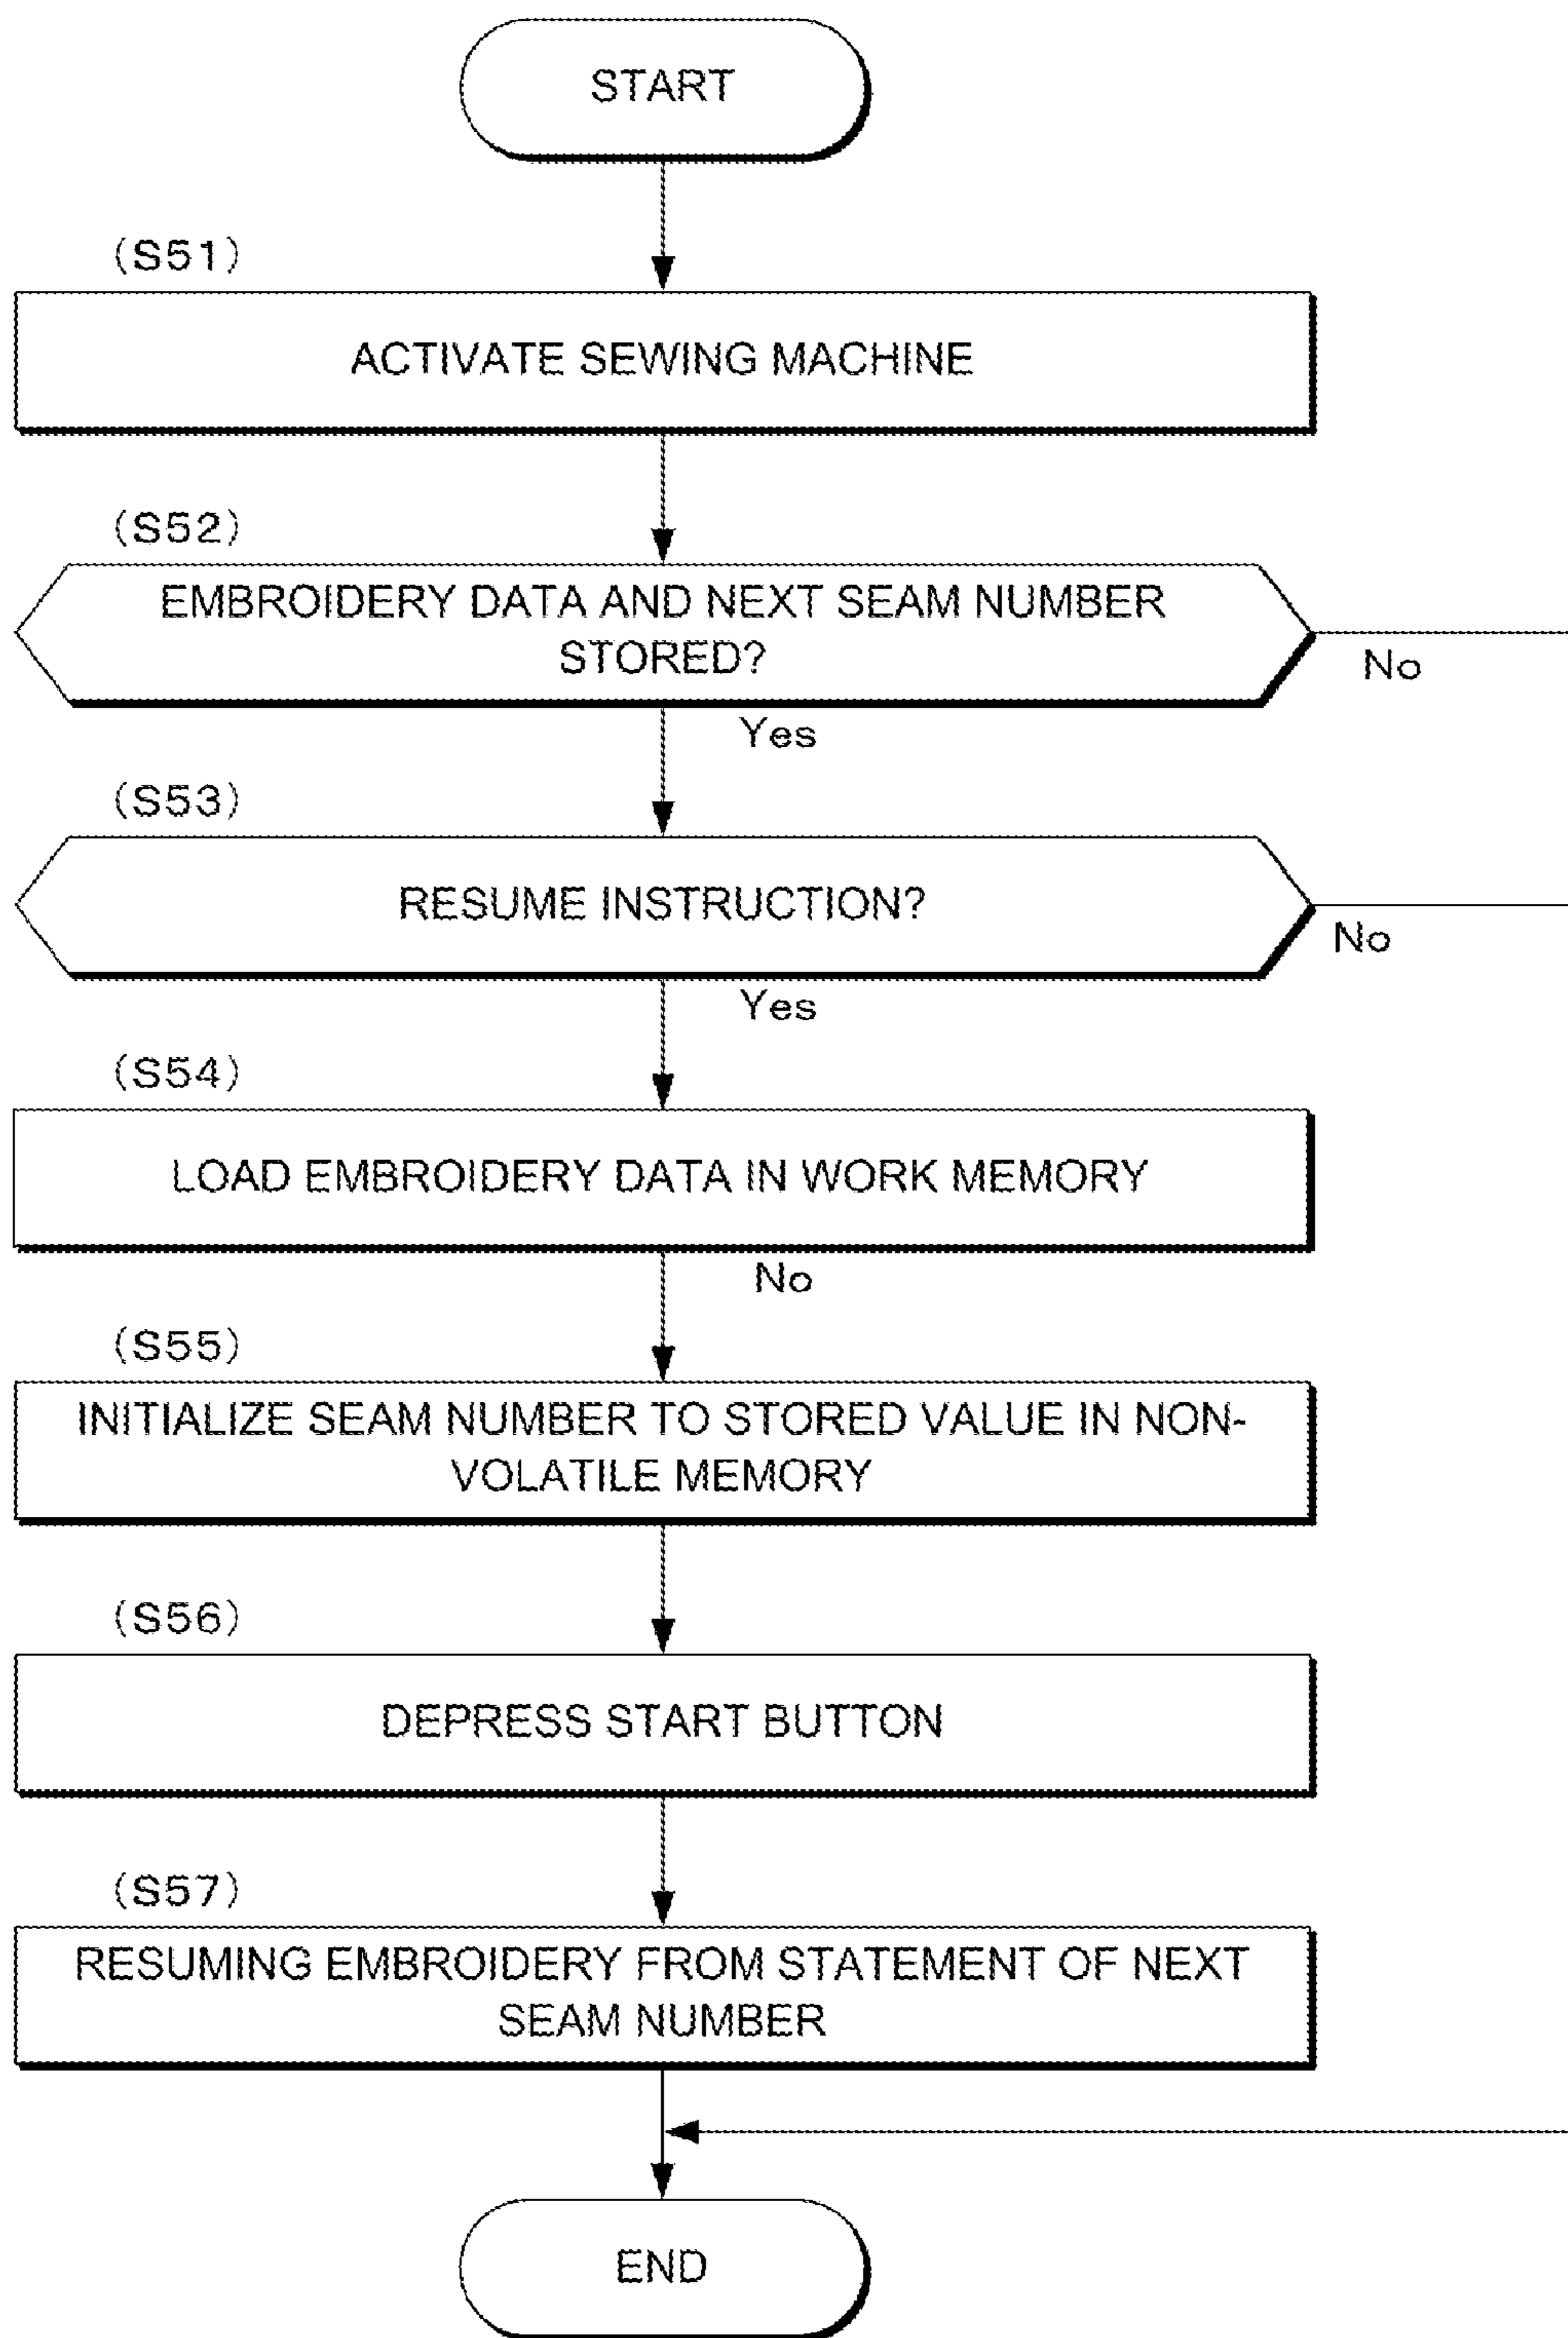 START
(S51)
ACTIVATE SEWING MACHINE
(S52)
EMBROIDERY DATA AND NEXT SEAM NUMBER
STORED?
No
Yes
(S53)
RESUME INSTRUCTION?
No
Yes
(S54)
LOAD EMBROIDERY DATA IN WORK MEMORY
No
(S55)
INITIALIZE SEAM NUMBER TO STORED VALUE IN NON-
VOLATILE MEMORY
(S56)
DEPRESS START BUTTON
(S57)
RESUMING EMBROIDERY FROM STATEMENT OF NEXT
SEAM NUMBER
END